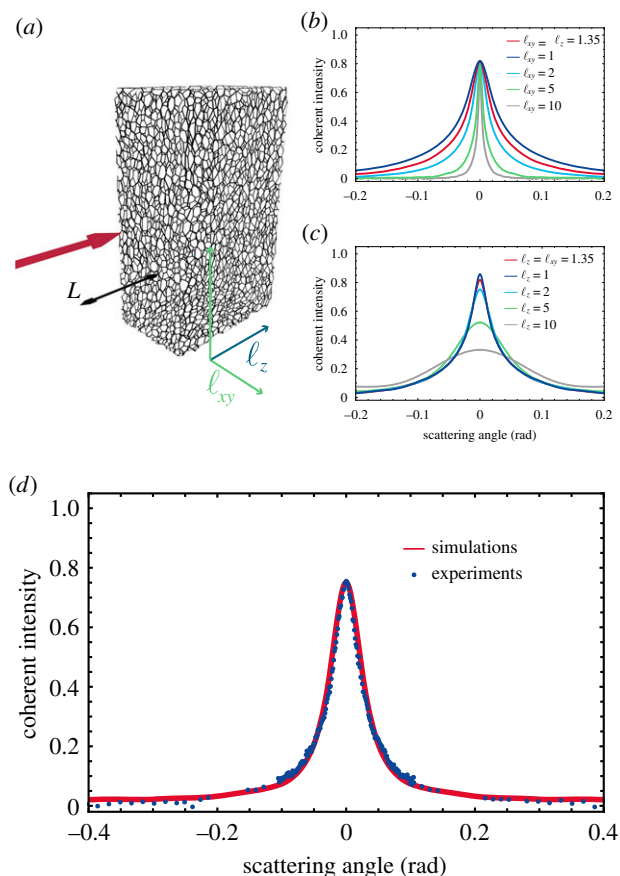 (a)
L
ℓz
ℓxy
(b)
coherent intensity
1.0
0.8
0.6
0.4
0.2
0
−0.2
−0.1
0
0.1
0.2
ℓxy = ℓz = 1.35
ℓxy = 1
ℓxy = 2
ℓxy = 5
ℓxy = 10
(c)
coherent intensity
1.0
0.8
0.6
0.4
0.2
0
−0.2
−0.1
0
0.1
0.2
ℓz = ℓxy = 1.35
ℓz = 1
ℓz = 2
ℓz = 5
ℓz = 10
scattering angle (rad)
(d)
coherent intensity
1.0
0.8
0.6
0.4
0.2
0
−0.4
−0.2
0
0.2
0.4
simulations
experiments
scattering angle (rad)